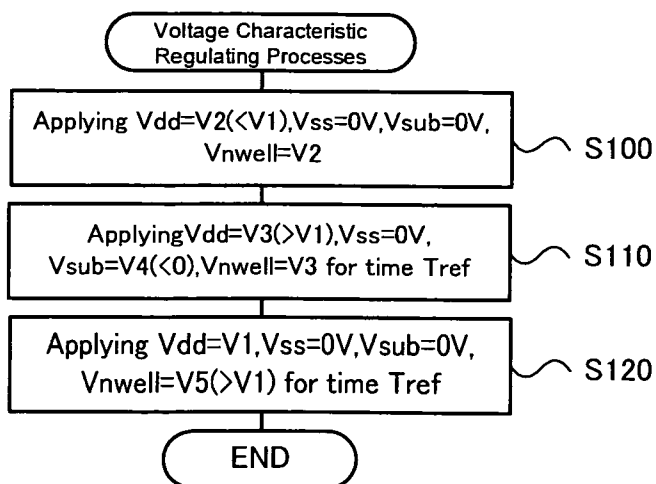 Voltage Characteristic
Regulating Processes
Applying Vdd=V2(<V1),Vss=0V,Vsub=0V,
Vnwell=V2
S100
ApplyingVdd=V3(>V1),Vss=0V,
Vsub=V4(<0),Vnwell=V3 for time Tref
S110
Applying Vdd=V1,Vss=0V,Vsub=0V,
Vnwell=V5(>V1) for time Tref
S120
END